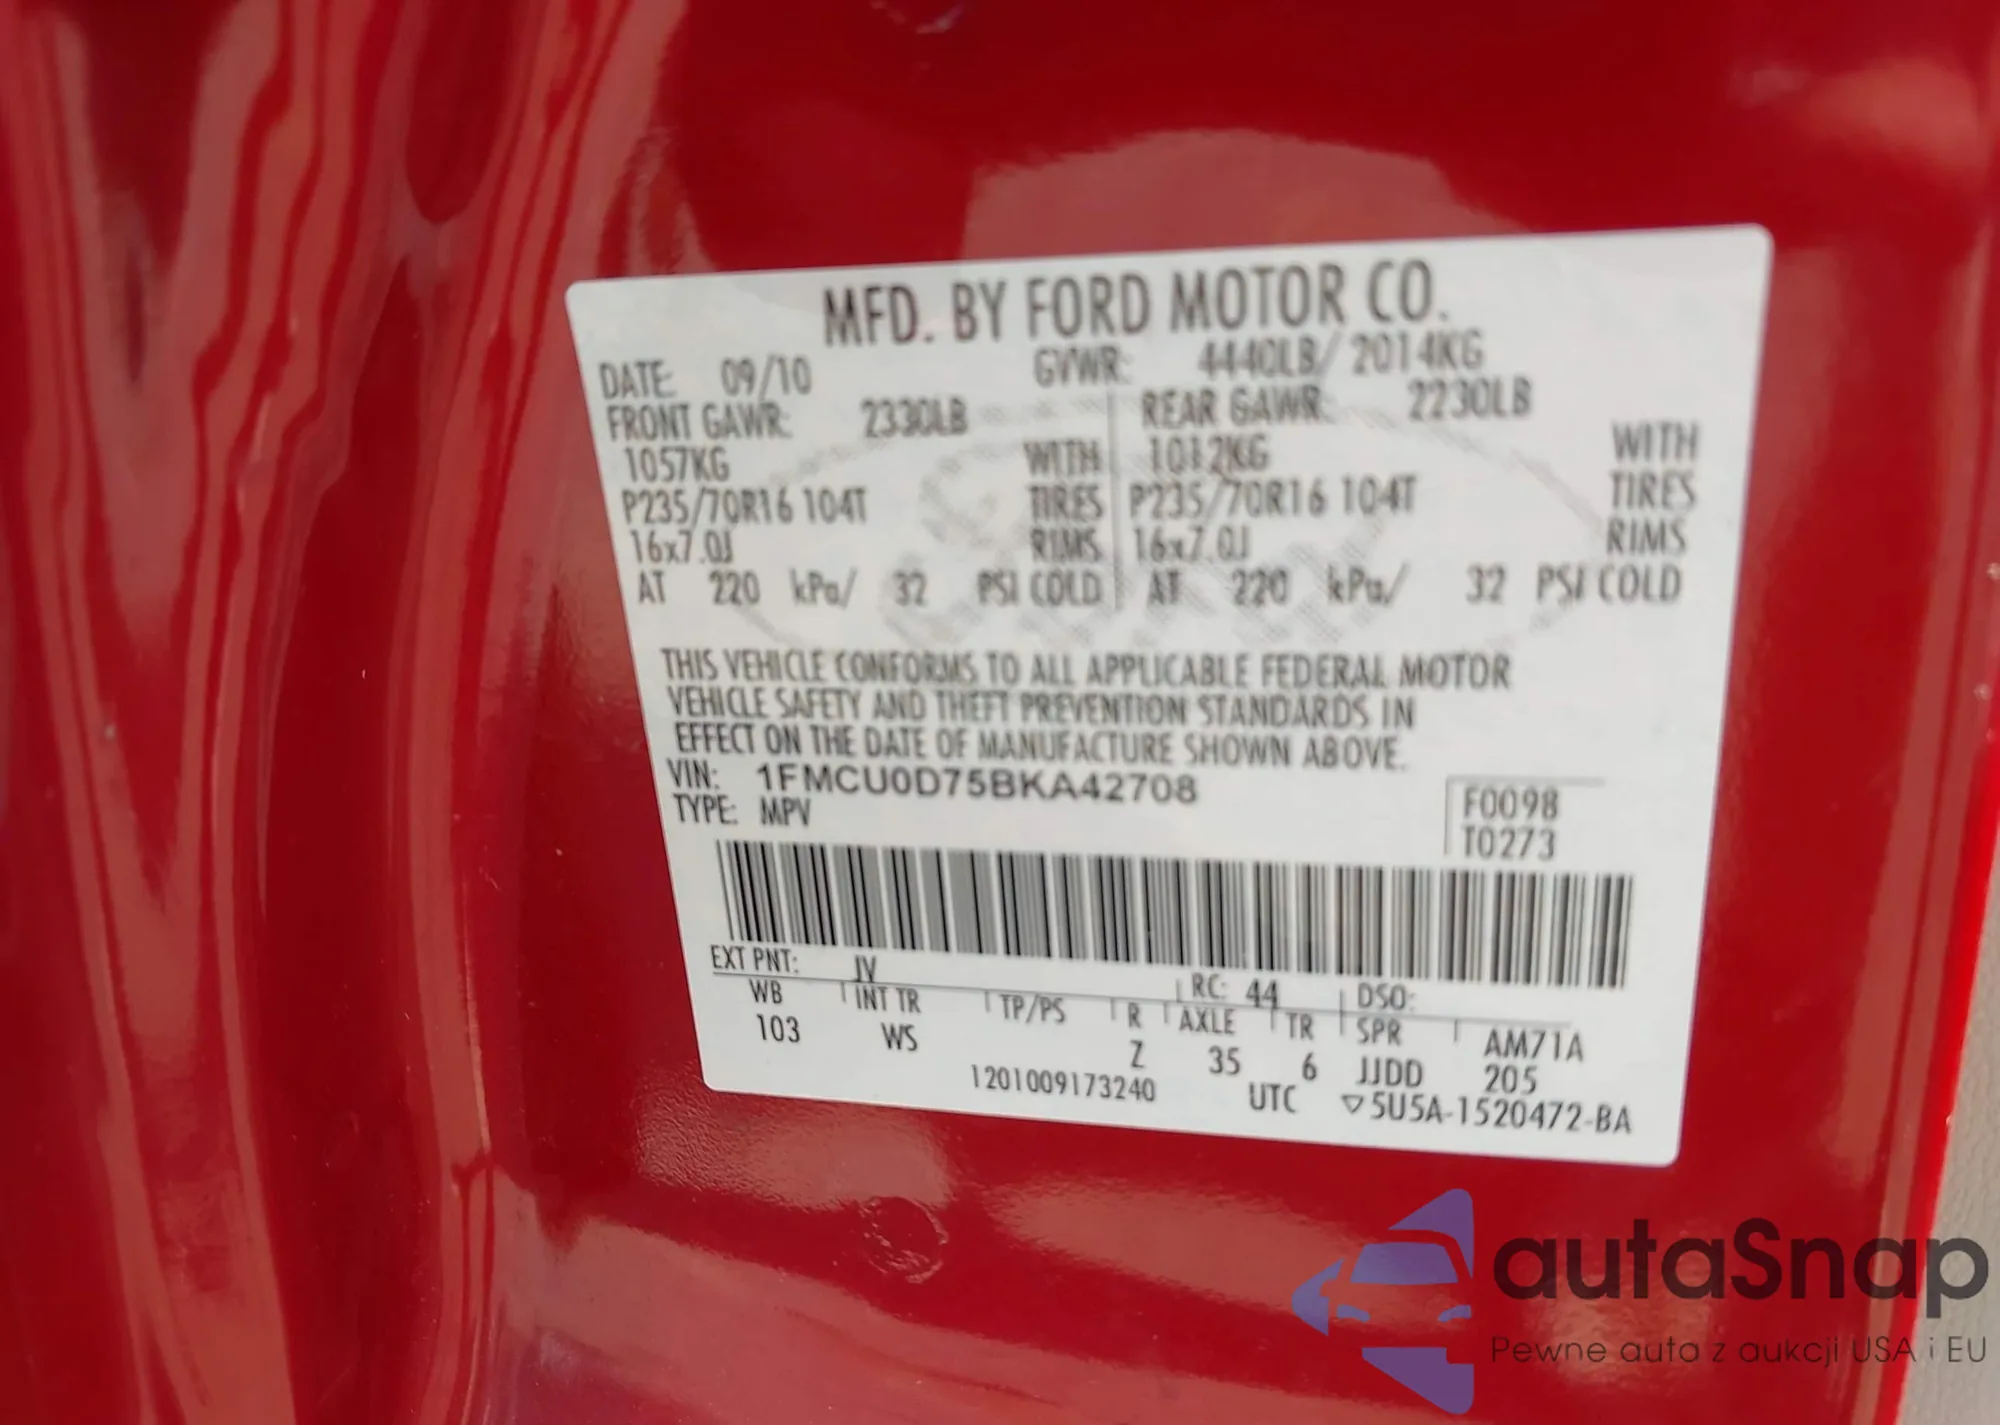 MFD. BY FORD MOTOR CO.
DATE: 09/10 GVWR: 4440LB/ 2014KG
FRONT GAWR: 2330LB REAR GAWR: 2230LB
1057KG WITH 1012KG WITH
P235/70R16 104T TIRES P235/70R16 104T TIRES
16x7.0J RIMS 16x7.0J RIMS
AT 220 kPa/ 32 PSI COLD AT 220 kPa/ 32 PSI COLD
THIS VEHICLE CONFORMS TO ALL APPLICABLE FEDERAL MOTOR
VEHICLE SAFETY AND THEFT PREVENTION STANDARDS IN
EFFECT ON THE DATE OF MANUFACTURE SHOWN ABOVE.
VIN: 1FMCU0D75BKA42708
TYPE: MPV
F0098
T0273
EXT PNT: JV RC: 44 DSO:
WB INT TR TP/PS R AXLE TR SPR AM71A
103 WS Z 35 6 JJDD 205
1201009173240 UTC ▽5U5A-1520472-BA
autaSnap
Pewne auta z aukcji USA i EU